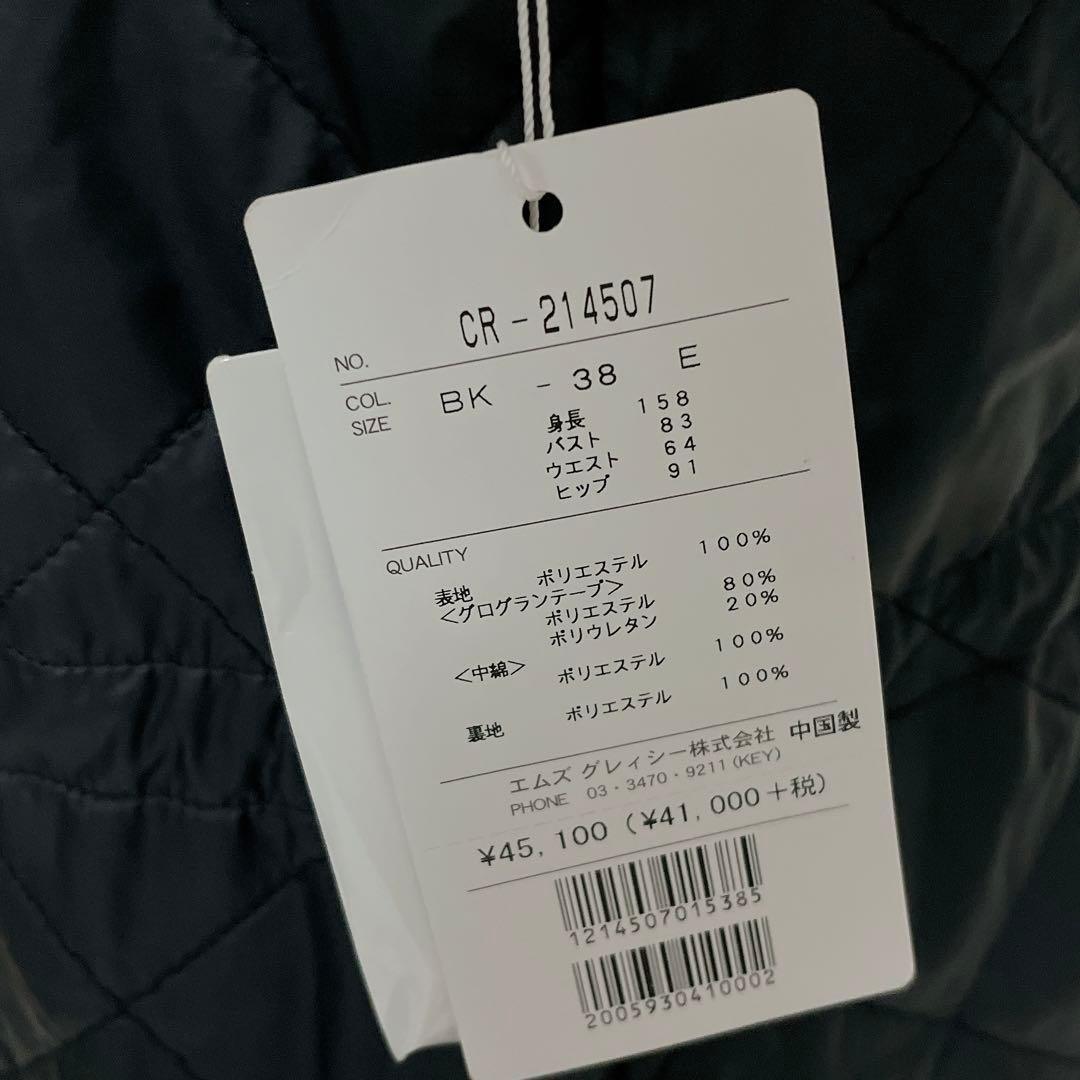 NO. CR-214507
COL. BK - 38 E
SIZE
身長 158
バスト 83
ウエスト 64
ヒップ 91
QUALITY
表地 ポリエステル 100%
<グログランテープ>
ポリエステル 80%
ポリウレタン 20%
<中綿> ポリエステル 100%
裏地 ポリエステル 100%
エムズ グレィシー株式会社 中国製
PHONE 03・3470・9211(KEY)
¥45,100(¥41,000+税)
1214507015385
2005930410002